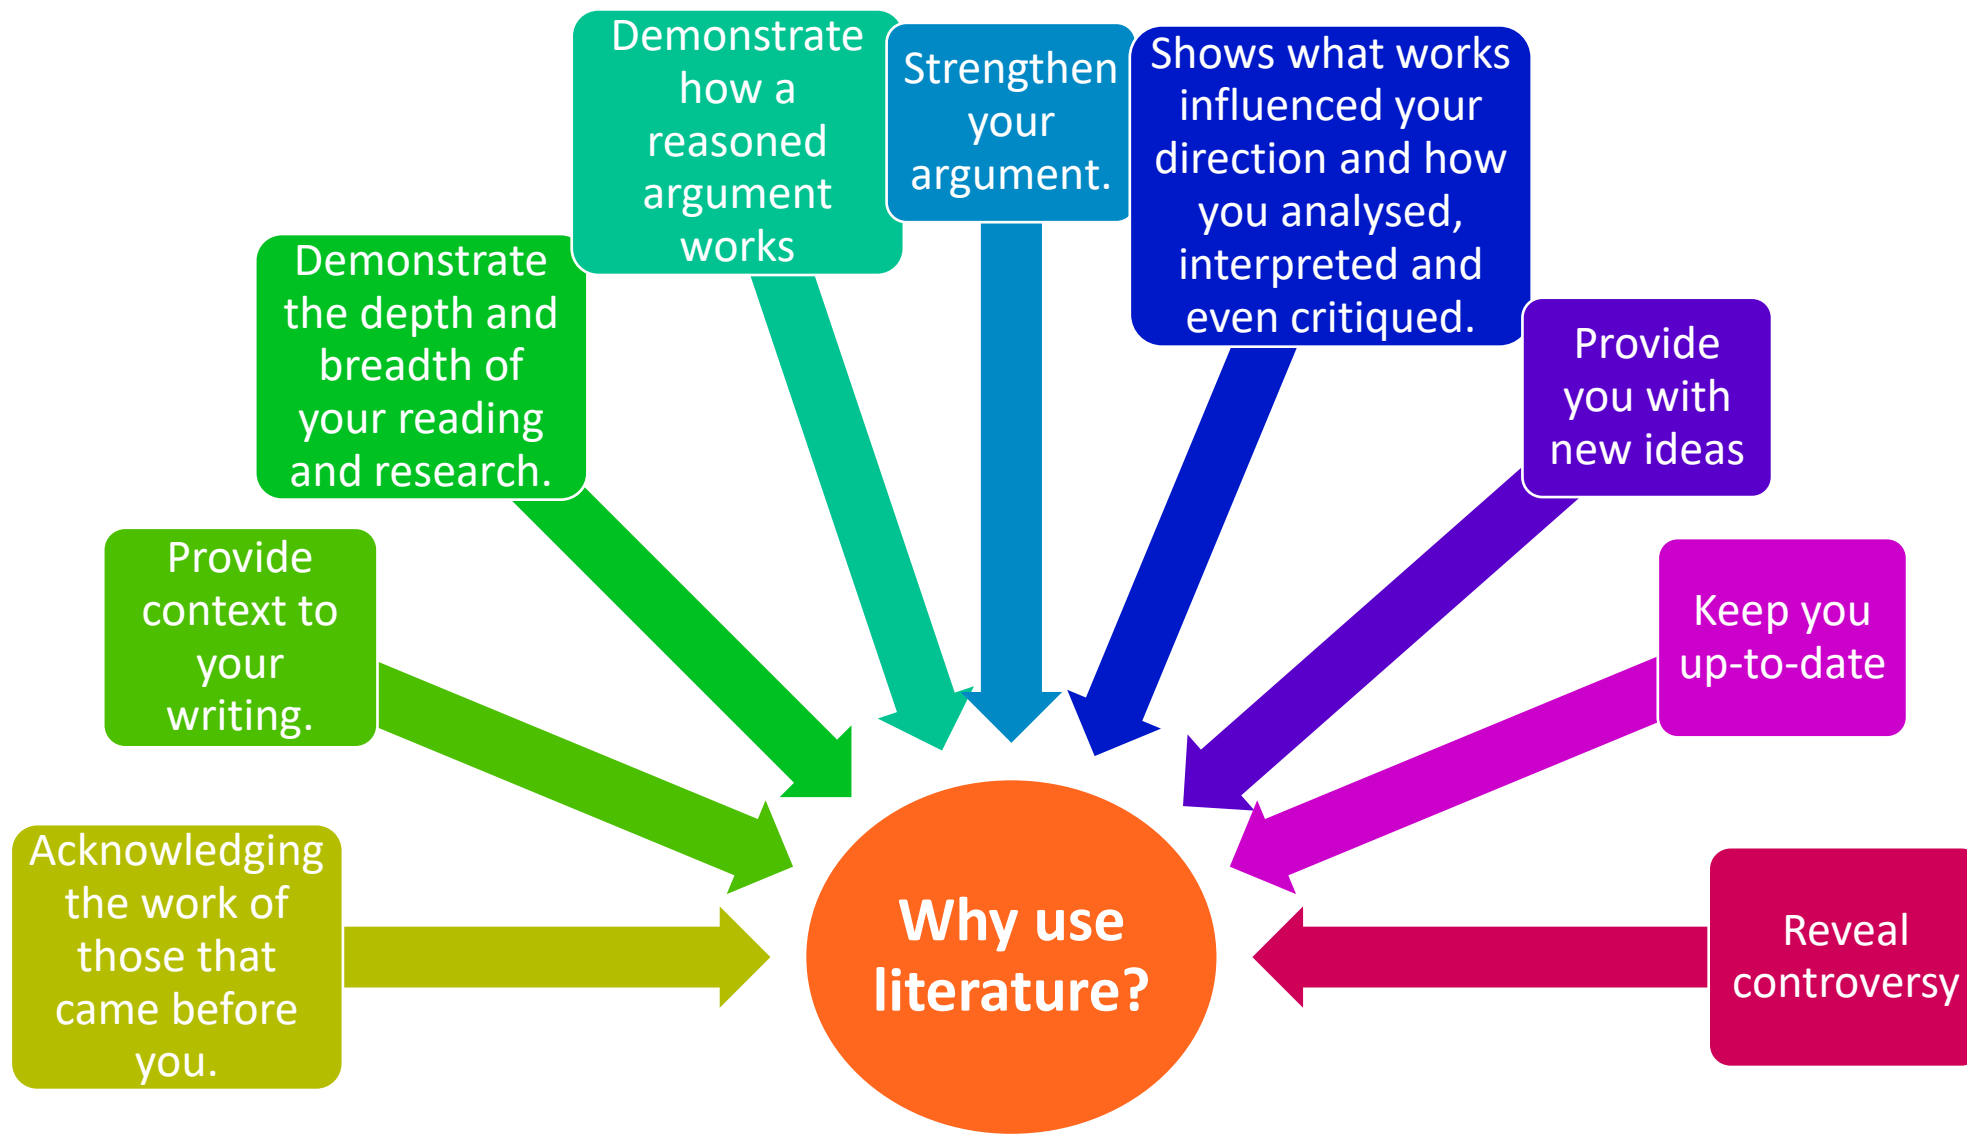 Demonstrate
how a
reasoned
argument
works
Strengthen
your
argument.
Shows what works
influenced your
direction and how
you analysed,
interpreted and
even critiqued.
Demonstrate
the depth and
breadth of
your reading
and research.
Provide
you with
new ideas
Provide
context to
your
writing.
Keep you
up-to-date
Acknowledging
the work of
those that
came before
you.
Why use
literature?
Reveal
controversy